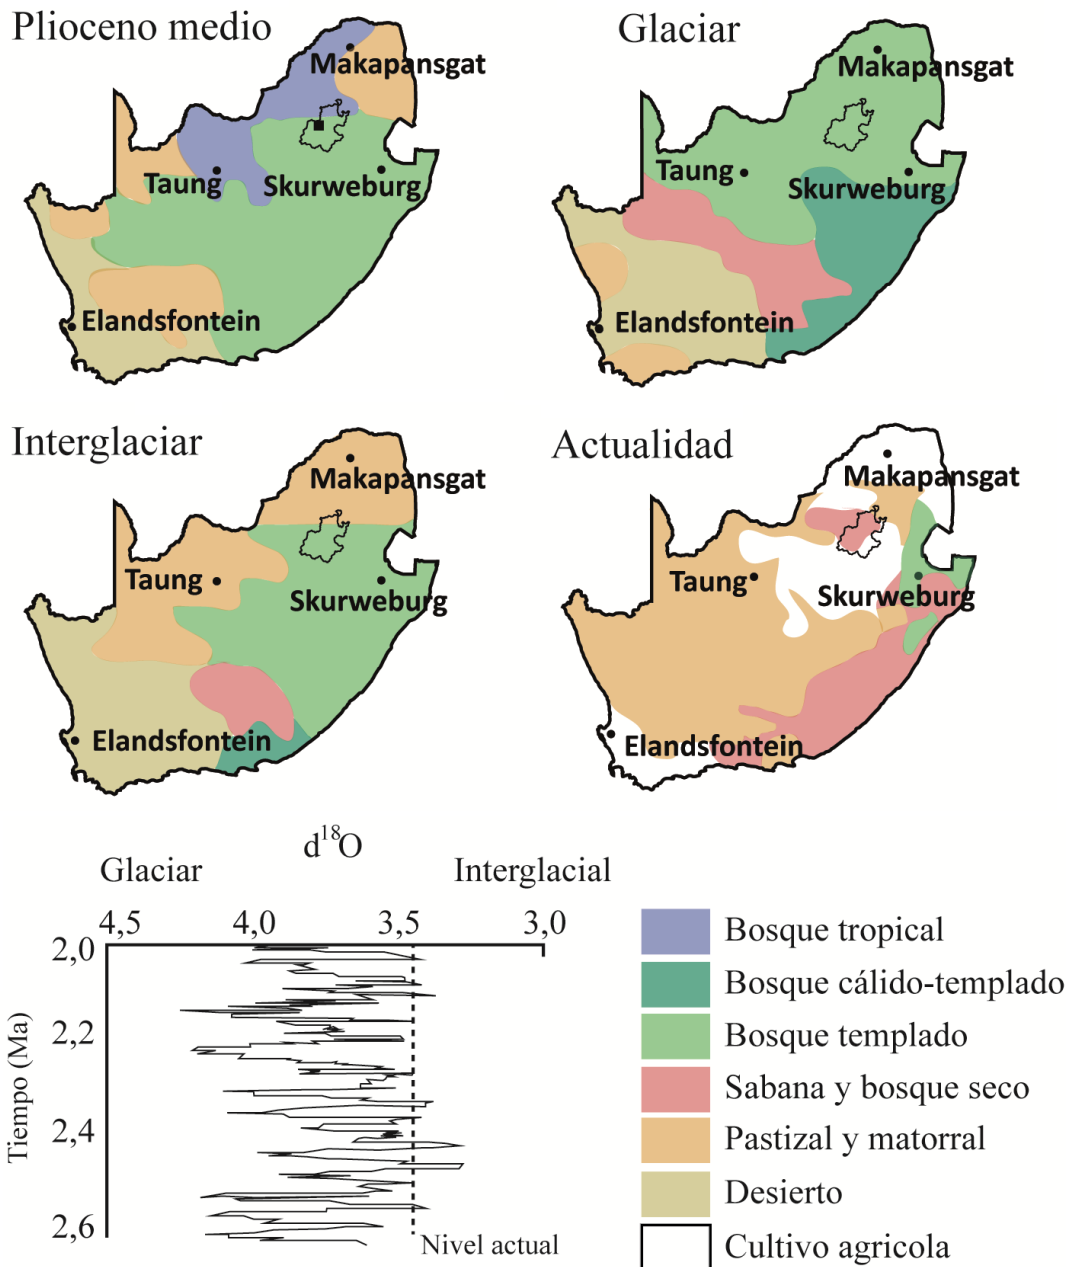 Plioceno medio
Makapansgat
Taung
Skurweburg
Elandsfontein
Glaciar
Makapansgat
Taung
Skurweburg
Elandsfontein
Interglaciar
Makapansgat
Taung
Skurweburg
Elandsfontein
Actualidad
Makapansgat
Taung
Skurweburg
Elandsfontein
d18O
Glaciar
Interglacial
4,5 4,0 3,5 3,0
2,0
2,2
2,4
2,6
Tiempo (Ma)
Nivel actual
Bosque tropical
Bosque cálido-templado
Bosque templado
Sabana y bosque seco
Pastizal y matorral
Desierto
Cultivo agricola